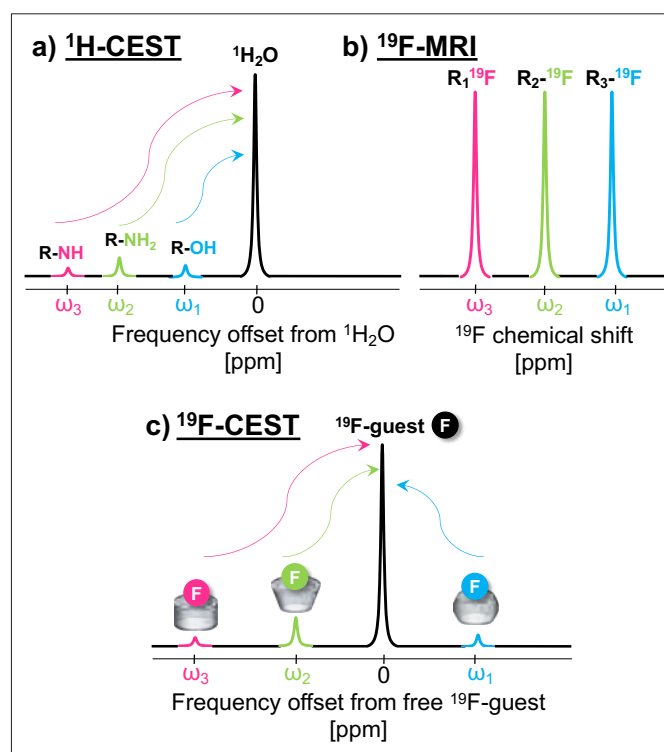 a) ¹H-CEST
¹H₂O
R-NH
R-NH₂
R-OH
ω₃ ω₂ ω₁ 0
Frequency offset from ¹H₂O
[ppm]
b) ¹⁹F-MRI
R₁¹⁹F R₂-¹⁹F R₃-¹⁹F
ω₃ ω₂ ω₁
¹⁹F chemical shift
[ppm]
c) ¹⁹F-CEST
¹⁹F-guest F
F F F
ω₃ ω₂ 0 ω₁
Frequency offset from free ¹⁹F-guest
[ppm]